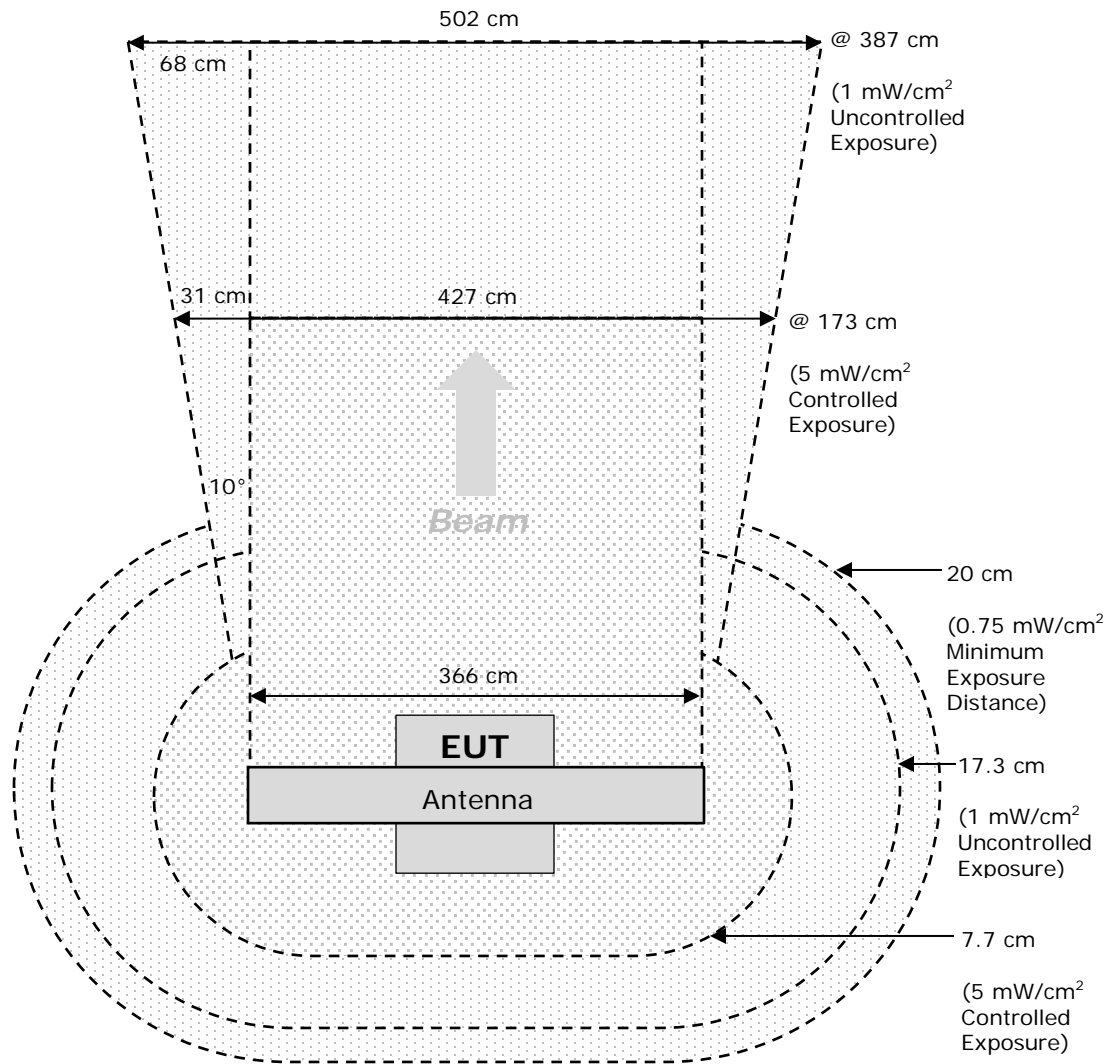 502 cm
@ 387 cm
68 cm
(1 mW/cm²
Uncontrolled
Exposure)
31 cm
427 cm
@ 173 cm
(5 mW/cm²
Controlled
Exposure)
10°
Beam
20 cm
(0.75 mW/cm²
Minimum
Exposure
Distance)
366 cm
EUT
Antenna
17.3 cm
(1 mW/cm²
Uncontrolled
Exposure)
7.7 cm
(5 mW/cm²
Controlled
Exposure)